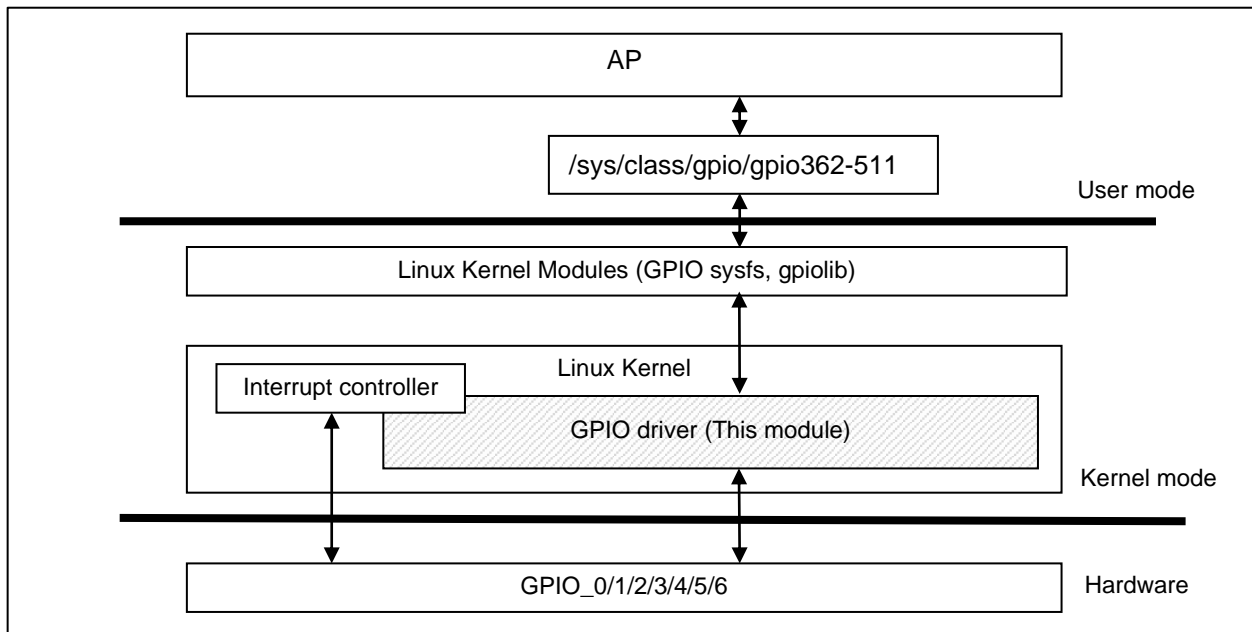 AP
/sys/class/gpio/gpio362-511
User mode
Linux Kernel Modules (GPIO sysfs, gpiolib)
Linux Kernel
Interrupt controller
GPIO driver (This module)
Kernel mode
GPIO_0/1/2/3/4/5/6
Hardware